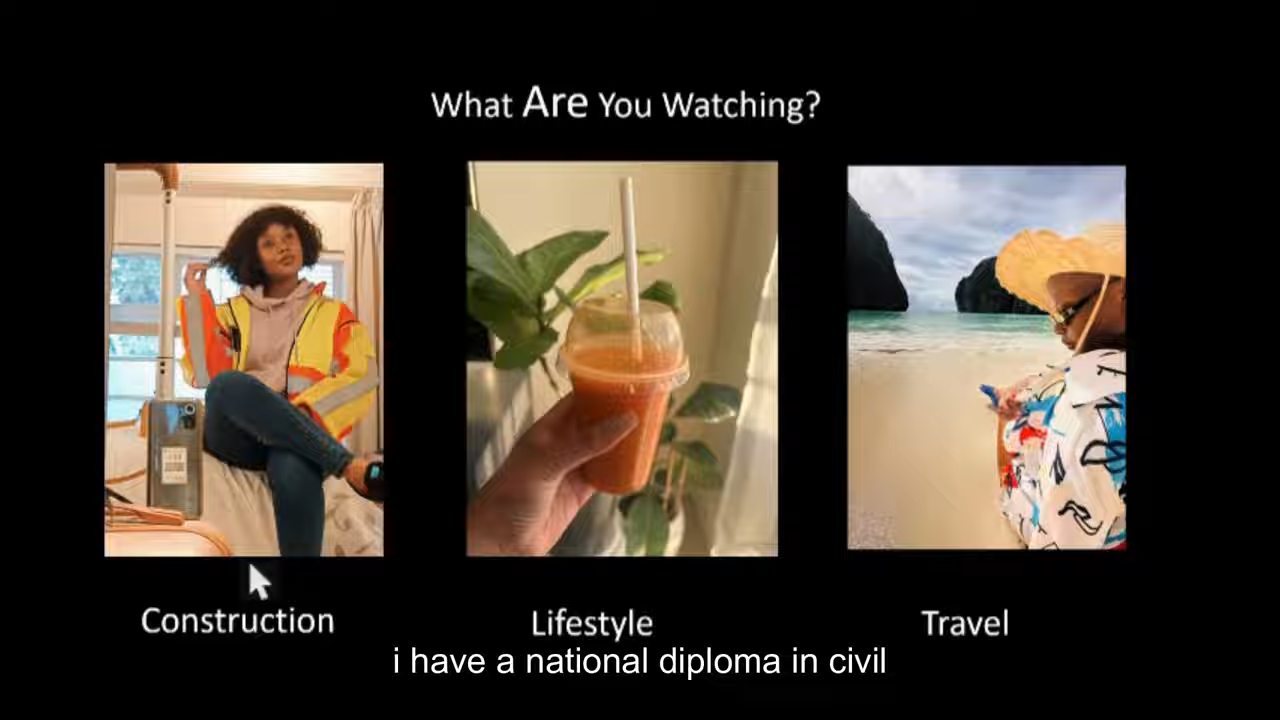 What Are You Watching?
Construction
Lifestyle
Travel
i have a national diploma in civil